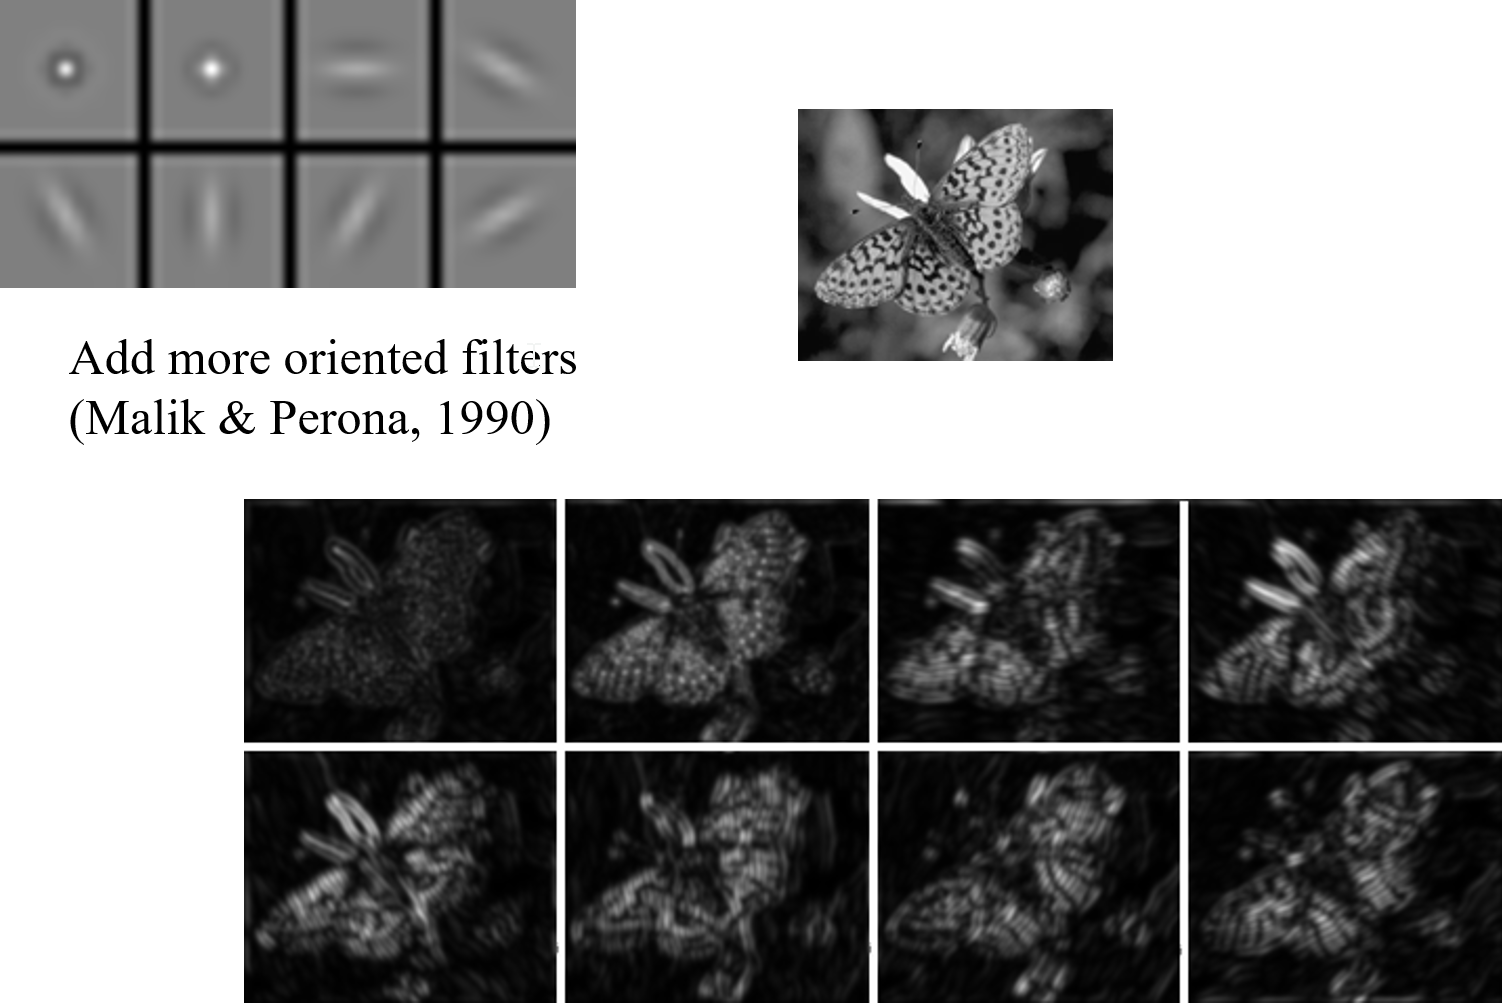 Add more oriented filters
(Malik & Perona, 1990)